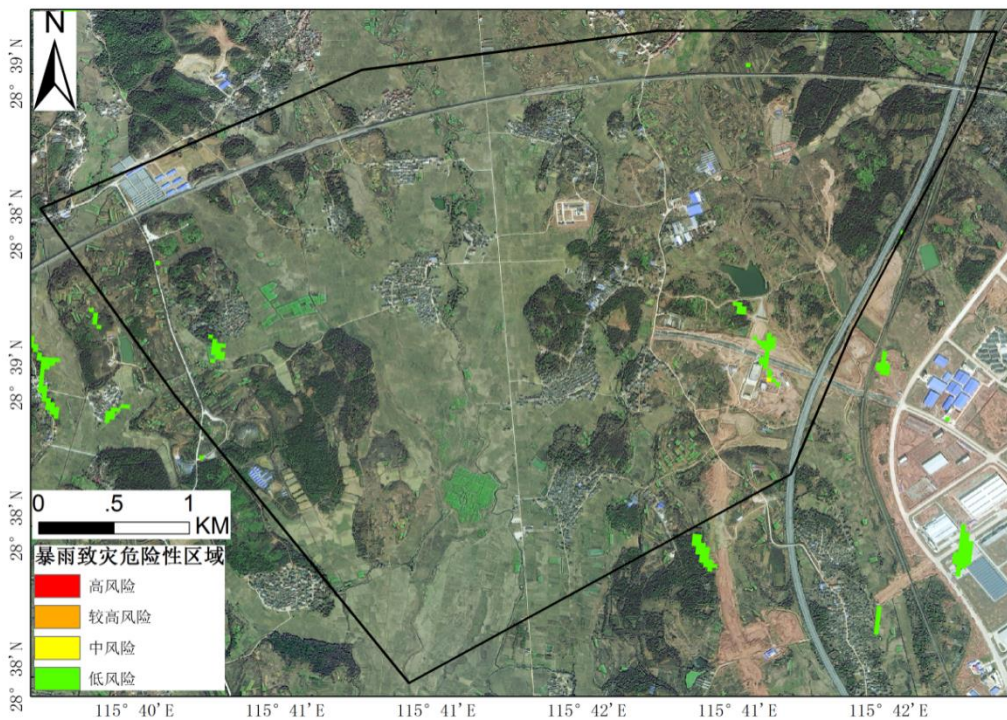 N
28° 39' N
28° 38' N
28° 39' N
28° 38' N
28° 38' N
0 .5 1
KM
暴雨致灾危险性区域
高风险
较高风险
中风险
低风险
115° 40' E 115° 41' E 115° 41' E 115° 42' E 115° 41' E 115° 42' E